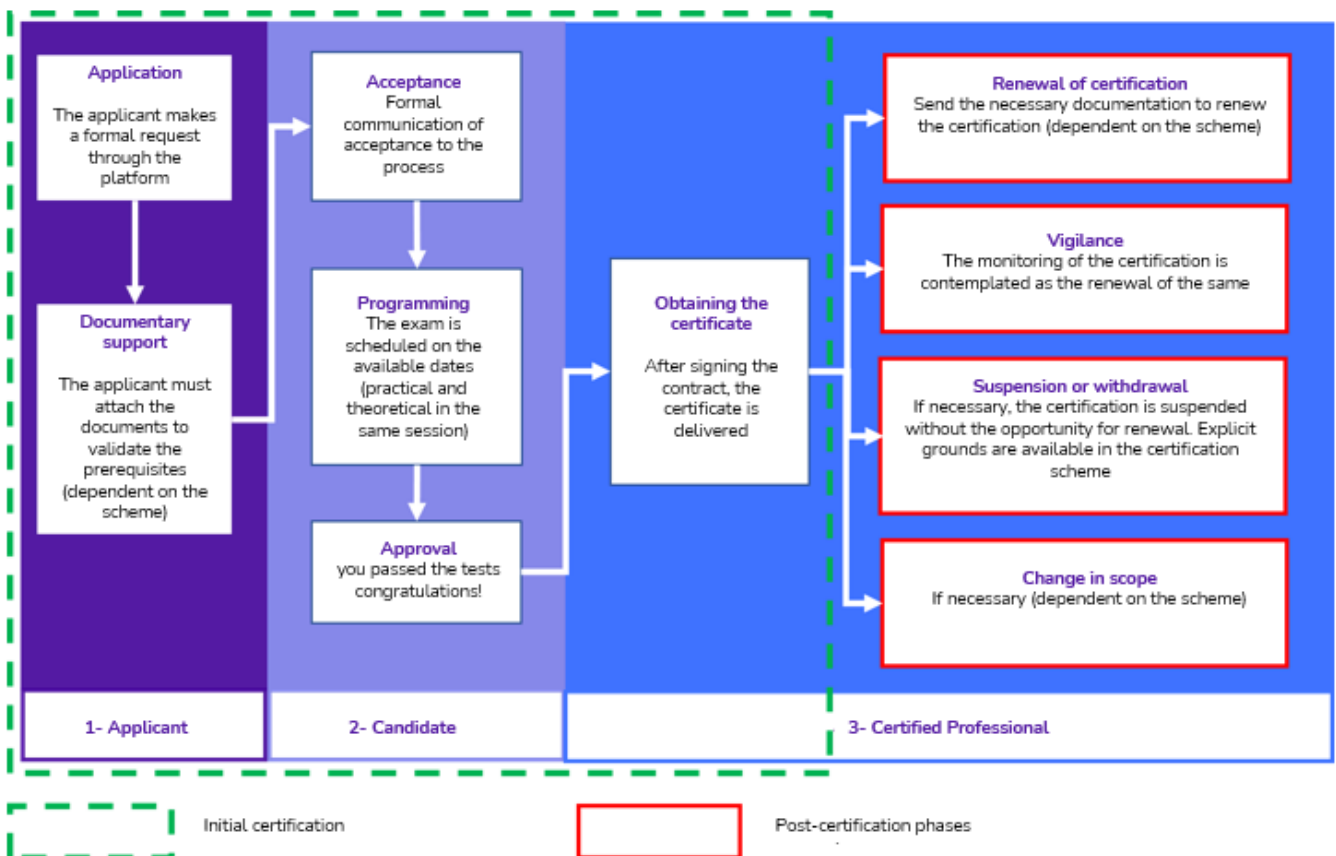 Application
The applicant makes
a formal request
through the
platform
Documentary
support
The applicant must
attach the
documents to
validate the
prerequisites
(dependent on the
scheme)
Acceptance
Formal
communication of
acceptance to the
process
Programming
The exam is
scheduled on the
available dates
(practical and
theoretical in the
same session)
Approval
you passed the tests
congratulations!
Obtaining the
certificate
After signing the
contract, the
certificate is
delivered
Renewal of certification
Send the necessary documentation to renew
the certification (dependent on the scheme)
Vigilance
The monitoring of the certification is
contemplated as the renewal of the same
Suspension or withdrawal
If necessary, the certification is suspended
without the opportunity for renewal. Explicit
grounds are available in the certification
scheme
Change in scope
If necessary (dependent on the scheme)
1- Applicant
2- Candidate
3- Certified Professional
Initial certification
Post-certification phases